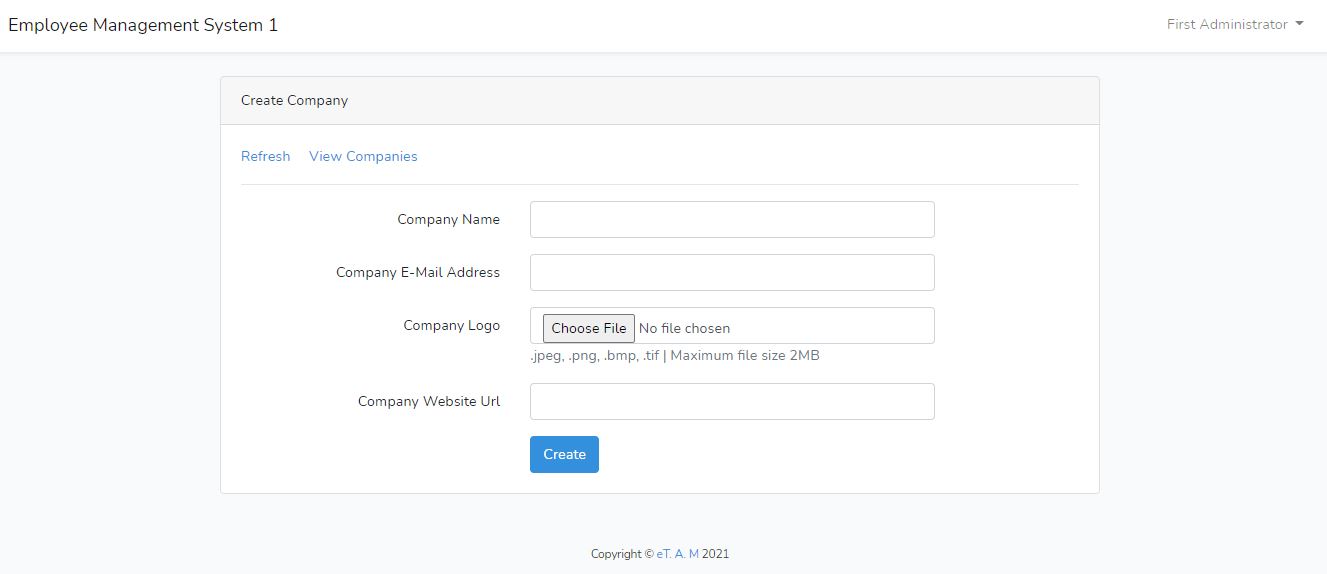 Employee Management System 1
First Administrator
Create Company
Refresh View Companies
Company Name
Company E-Mail Address
Company Logo Choose File No file chosen
.jpeg, .png, .bmp, .tif | Maximum file size 2MB
Company Website Url
Create
Copyright © eT. A. M 2021